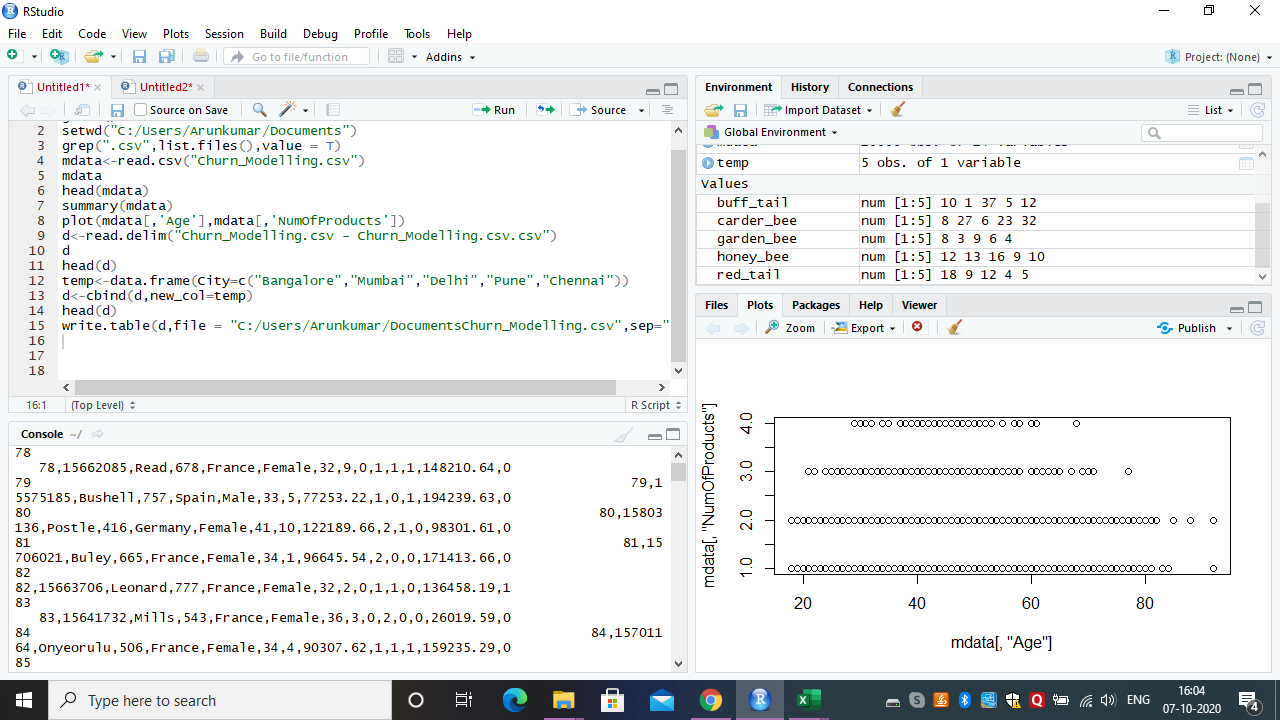 RStudio
File Edit Code View Plots Session Build Debug Profile Tools Help
Go to file/function Addins Project: (None)
Untitled1* Untitled2*
Source on Save Run Source
2 setwd("C:/Users/Arunkumar/Documents")
3 grep(".csv",list.files(),value = T)
4 mdata<-read.csv("Churn_Modelling.csv")
5 mdata
6 head(mdata)
7 summary(mdata)
8 plot(mdata[,'Age'],mdata[,'NumOfProducts'])
9 d<-read.delim("Churn_Modelling.csv - Churn_Modelling.csv.csv")
10 d
11 head(d)
12 temp<-data.frame(City=c("Bangalore","Mumbai","Delhi","Pune","Chennai"))
13 d<-cbind(d,new_col=temp)
14 head(d)
15 write.table(d,file = "C:/Users/Arunkumar/DocumentsChurn_Modelling.csv",sep="
16
17
18
16:1 (Top Level) R Script
Console ~/
78
78,15662085,Read,678,France,Female,32,9,0,1,1,1,148210.64,0
79 79,1
5575185,Bushell,757,Spain,Male,33,5,77253.22,1,0,1,194239.63,0
80 80,15803
136,Postle,416,Germany,Female,41,10,122189.66,2,1,0,98301.61,0
81 81,15
706021,Buley,665,France,Female,34,1,96645.54,2,0,0,171413.66,0
82
82,15663706,Leonard,777,France,Female,32,2,0,1,1,0,136458.19,1
83
83,15641732,Mills,543,France,Female,36,3,0,2,0,0,26019.59,0
84 84,157011
64,Onyeorulu,506,France,Female,34,4,90307.62,1,1,1,159235.29,0
85
Environment History Connections
Import Dataset List
Global Environment
temp 5 obs. of 1 variable
Values
buff_tail num [1:5] 10 1 37 5 12
carder_bee num [1:5] 8 27 6 23 32
garden_bee num [1:5] 8 3 9 6 4
honey_bee num [1:5] 12 13 16 9 10
red_tail num [1:5] 18 9 12 4 5
Files Plots Packages Help Viewer
Zoom Export Publish
mdata[, "NumOfProducts"]
4.0
3.0
2.0
1.0
20 40 60 80
mdata[, "Age"]
Type here to search
ENG
16:04
07-10-2020
4